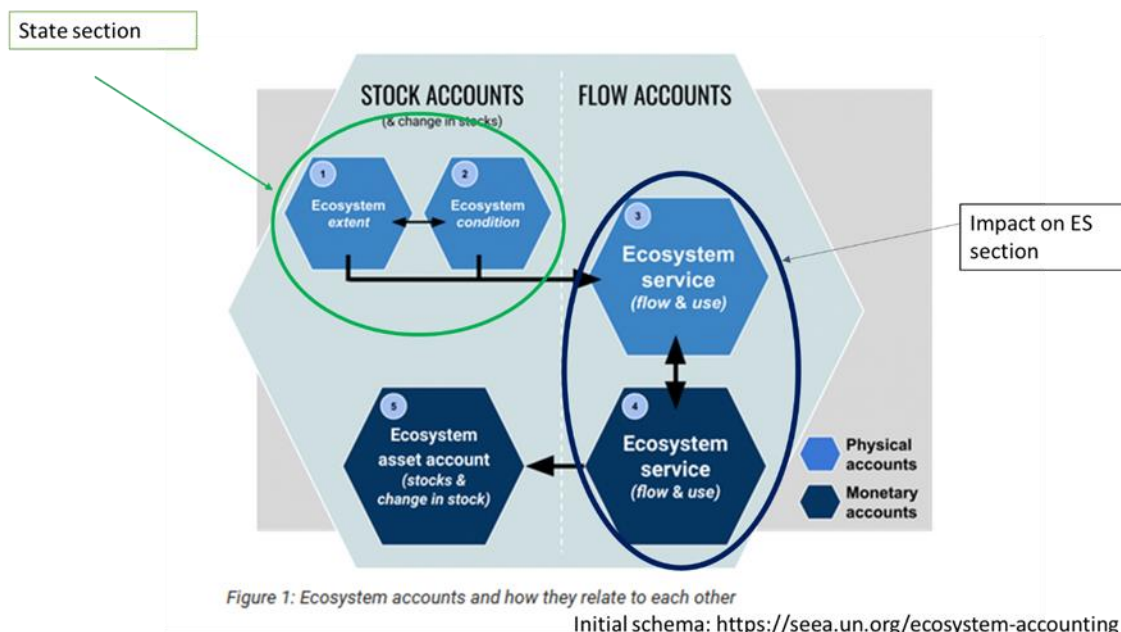 State section
STOCK ACCOUNTS
(& change in stocks)
FLOW ACCOUNTS
1
Ecosystem
extent
2
Ecosystem
condition
3
Ecosystem
service
(flow & use)
Impact on ES
section
5
Ecosystem
asset account
(stocks &
change in stock)
4
Ecosystem
service
(flow & use)
Physical
accounts
Monetary
accounts
Figure 1: Ecosystem accounts and how they relate to each other
Initial schema: https://seea.un.org/ecosystem-accounting